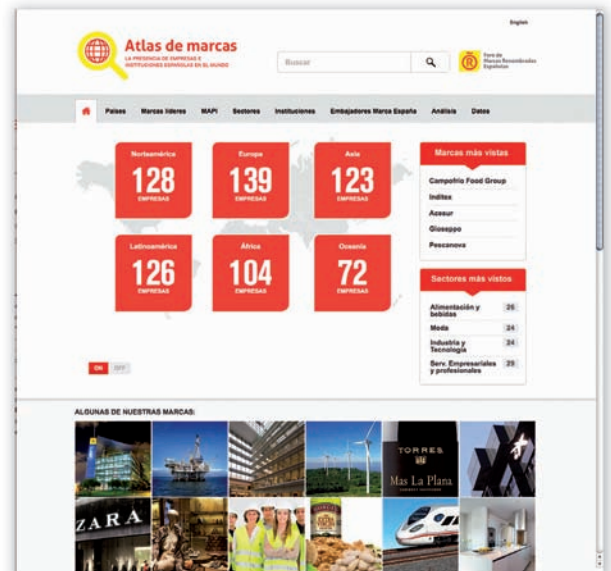 English
Atlas de marcas
LA PRESENCIA DE EMPRESAS E
INSTITUCIONES ESPAÑOLAS EN EL MUNDO
Buscar
Foro de
Marcas Renombradas
Españolas
Países Marcas líderes MAPI Sectores Instituciones Embajadores Marca España Análisis Datos
Norteamérica
128
EMPRESAS
Europa
139
EMPRESAS
Asia
123
EMPRESAS
Latinoamérica
126
EMPRESAS
África
104
EMPRESAS
Oceanía
72
EMPRESAS
Marcas más vistas
Campofrio Food Group
Inditex
Azesur
Gioseppo
Pescanova
Sectores más vistos
Alimentación y
bebidas 26
Moda 24
Industria y
Tecnología 24
Serv. Empresariales
y profesionales 29
ON OFF
ALGUNAS DE NUESTRAS MARCAS:
TORRES
Mas La Plana
ZARA